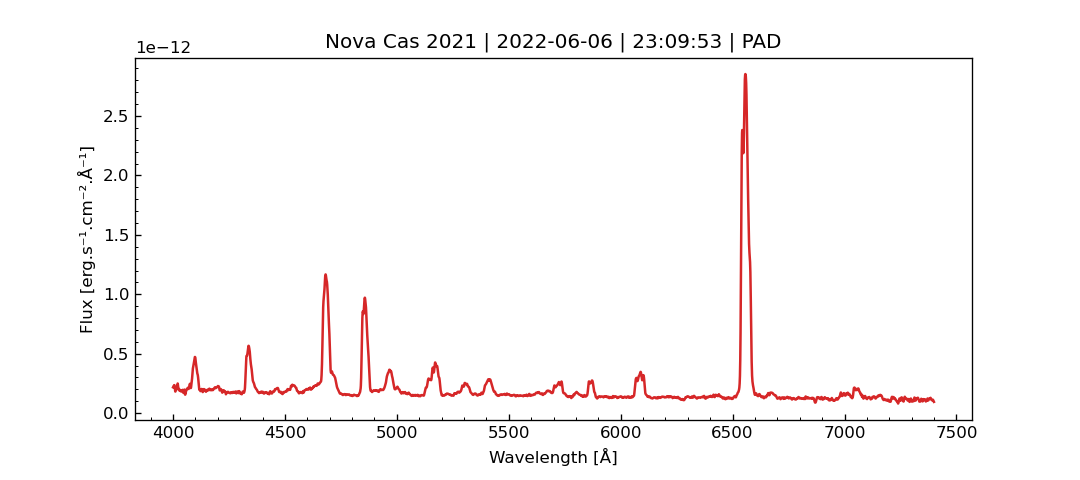 Nova Cas 2021 | 2022-06-06 | 23:09:53 | PAD
1e−12
2.5
2.0
1.5
1.0
0.5
0.0
Flux [erg.s⁻¹.cm⁻².Å⁻¹]
4000 4500 5000 5500 6000 6500 7000 7500
Wavelength [Å]